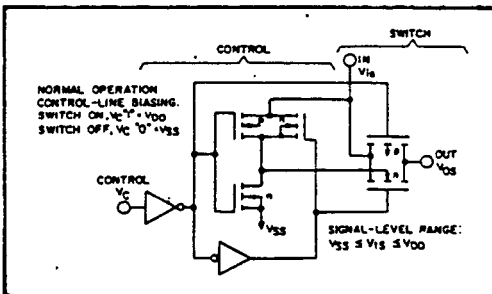 SWITCH
CONTROL
IN
Vis
NORMAL OPERATION
CONTROL-LINE BIASING:
SWITCH ON, VC "1" = VDD
SWITCH OFF, VC "0" = VSS
P
n
P
OUT
VOS
n
CONTROL
VC
n
VSS
SIGNAL-LEVEL RANGE:
VSS ≤ VIS ≤ VDD